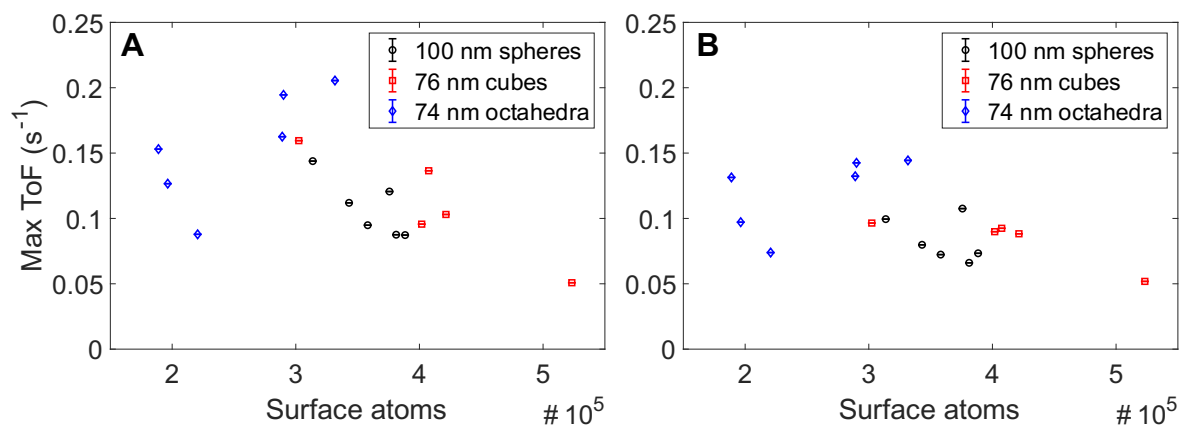 A
0.25
0.2
0.15
0.1
0.05
0
Max ToF (s⁻¹)
100 nm spheres
76 nm cubes
74 nm octahedra
2 3 4 5
Surface atoms
# 10⁵
B
0.25
0.2
0.15
0.1
0.05
0
100 nm spheres
76 nm cubes
74 nm octahedra
2 3 4 5
Surface atoms
# 10⁵